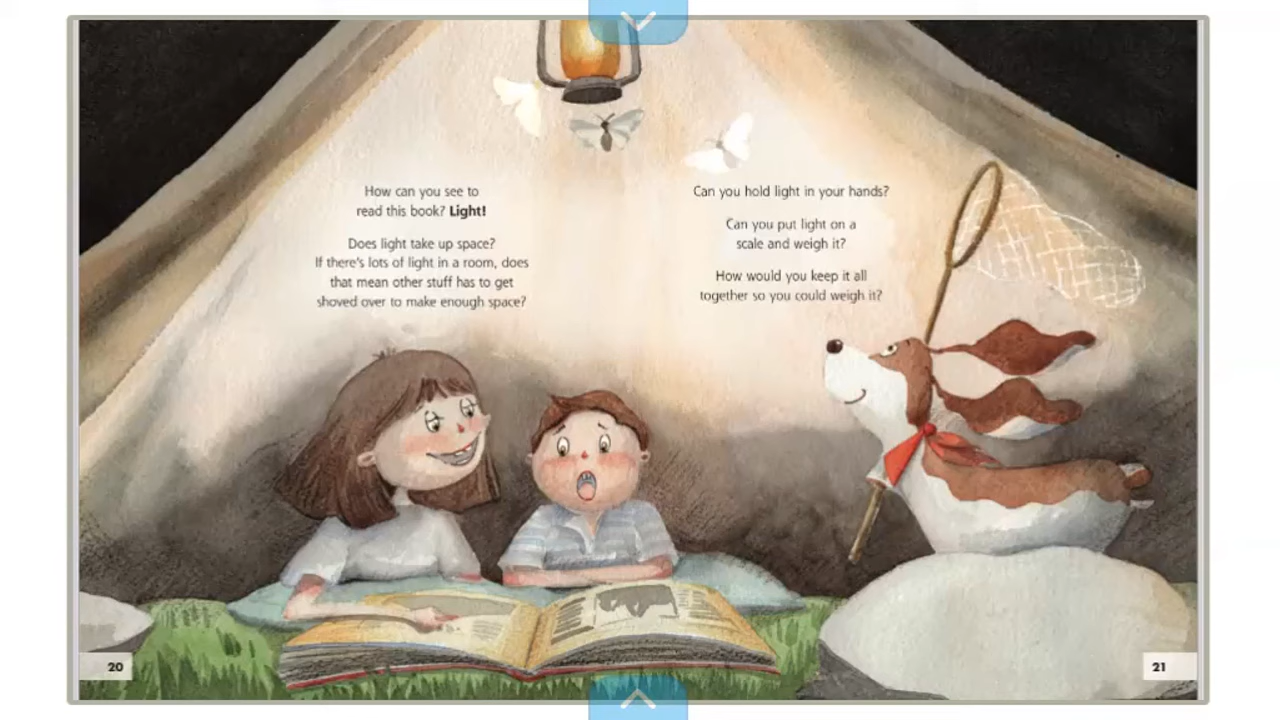 How can you see to
read this book? Light!
Does light take up space?
If there's lots of light in a room, does
that mean other stuff has to get
shoved over to make enough space?
Can you hold light in your hands?
Can you put light on a
scale and weigh it?
How would you keep it all
together so you could weigh it?
20
21